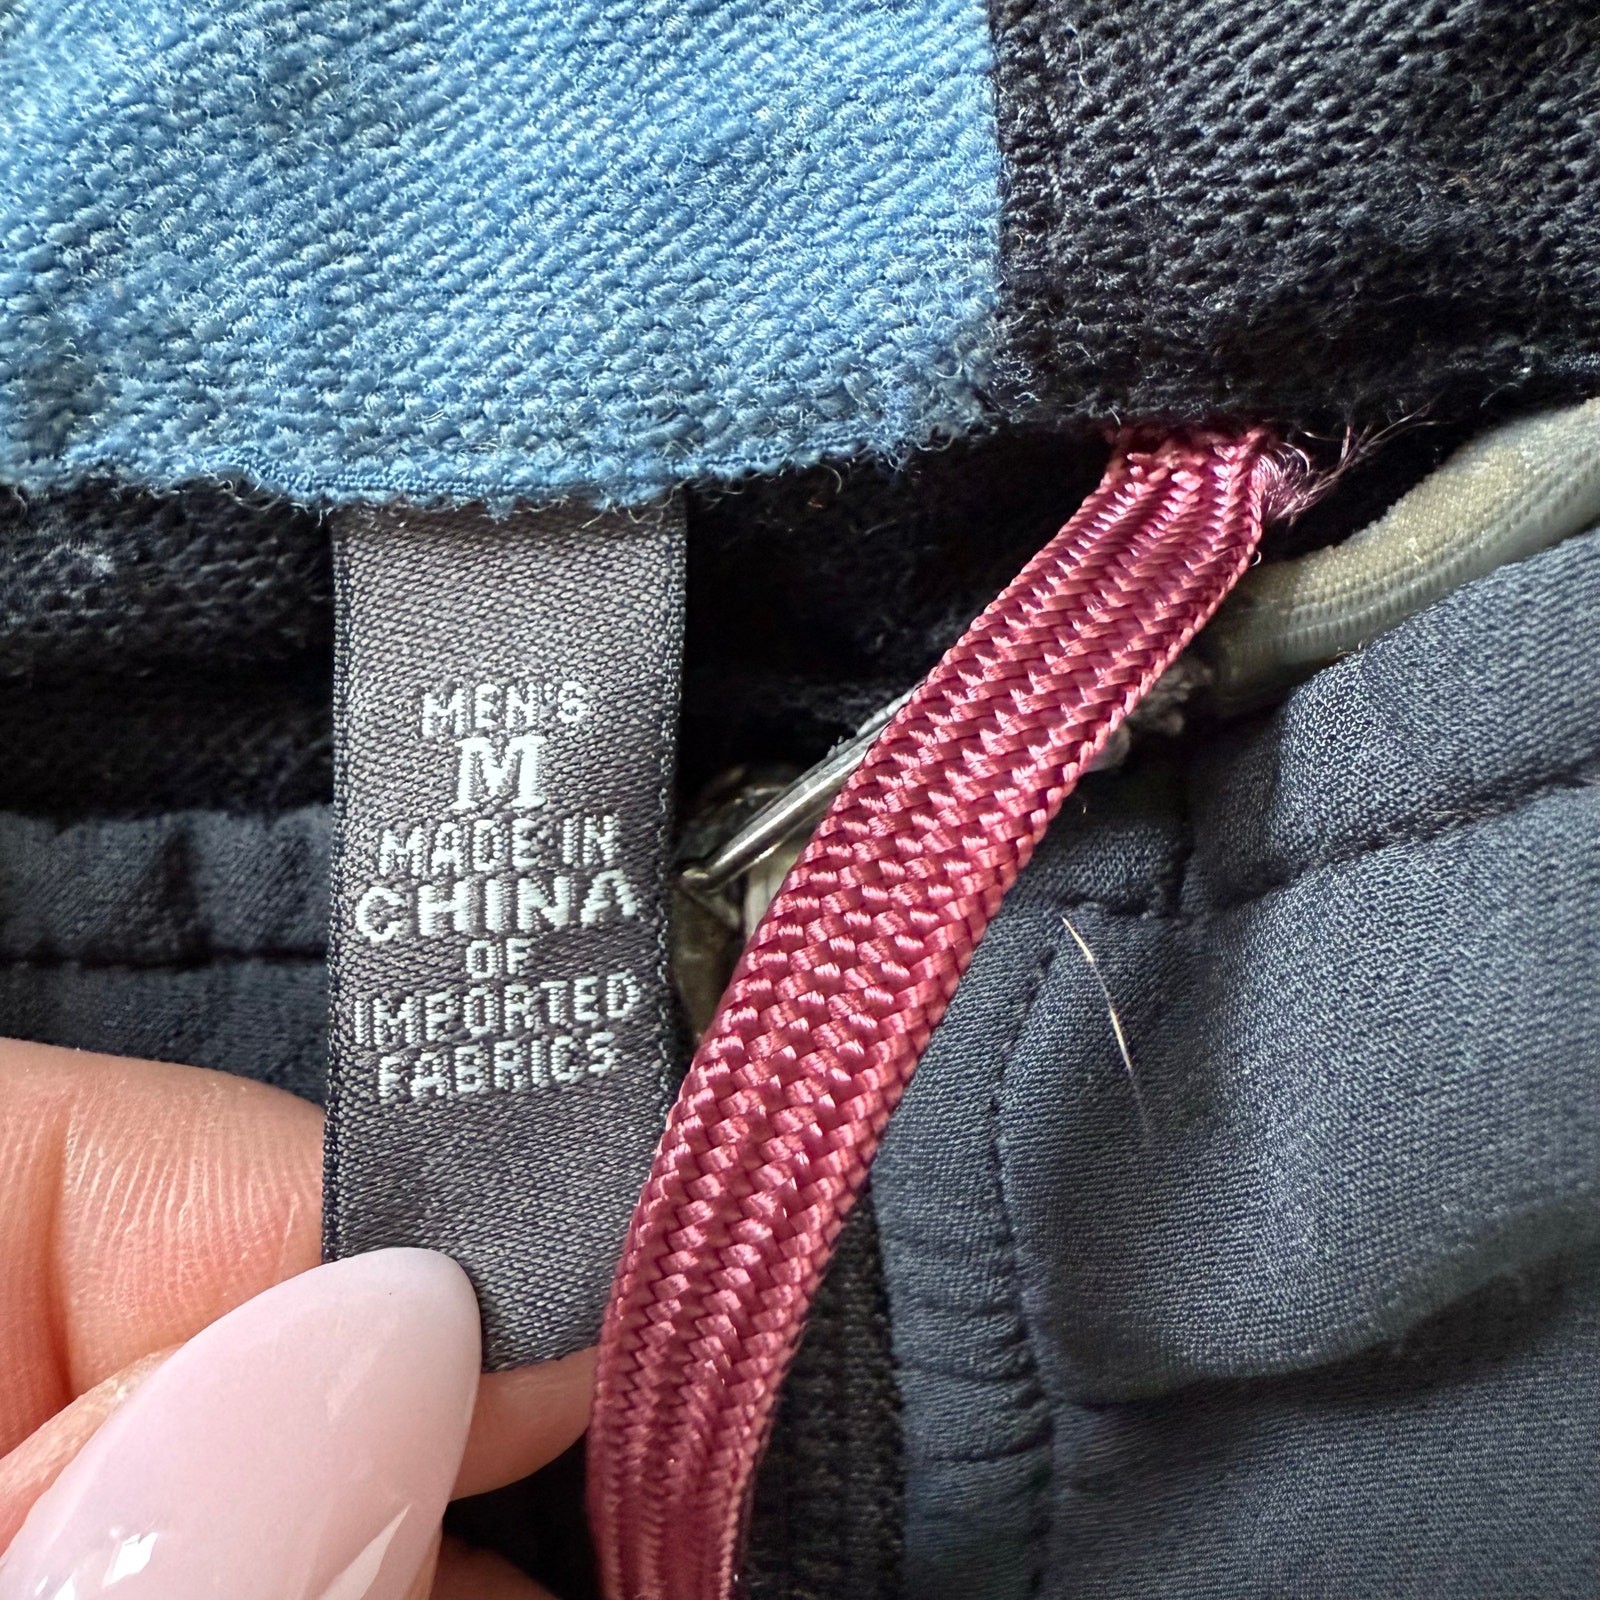 MEN'S
M
MADE IN
CHINA
OF
IMPORTED
FABRICS